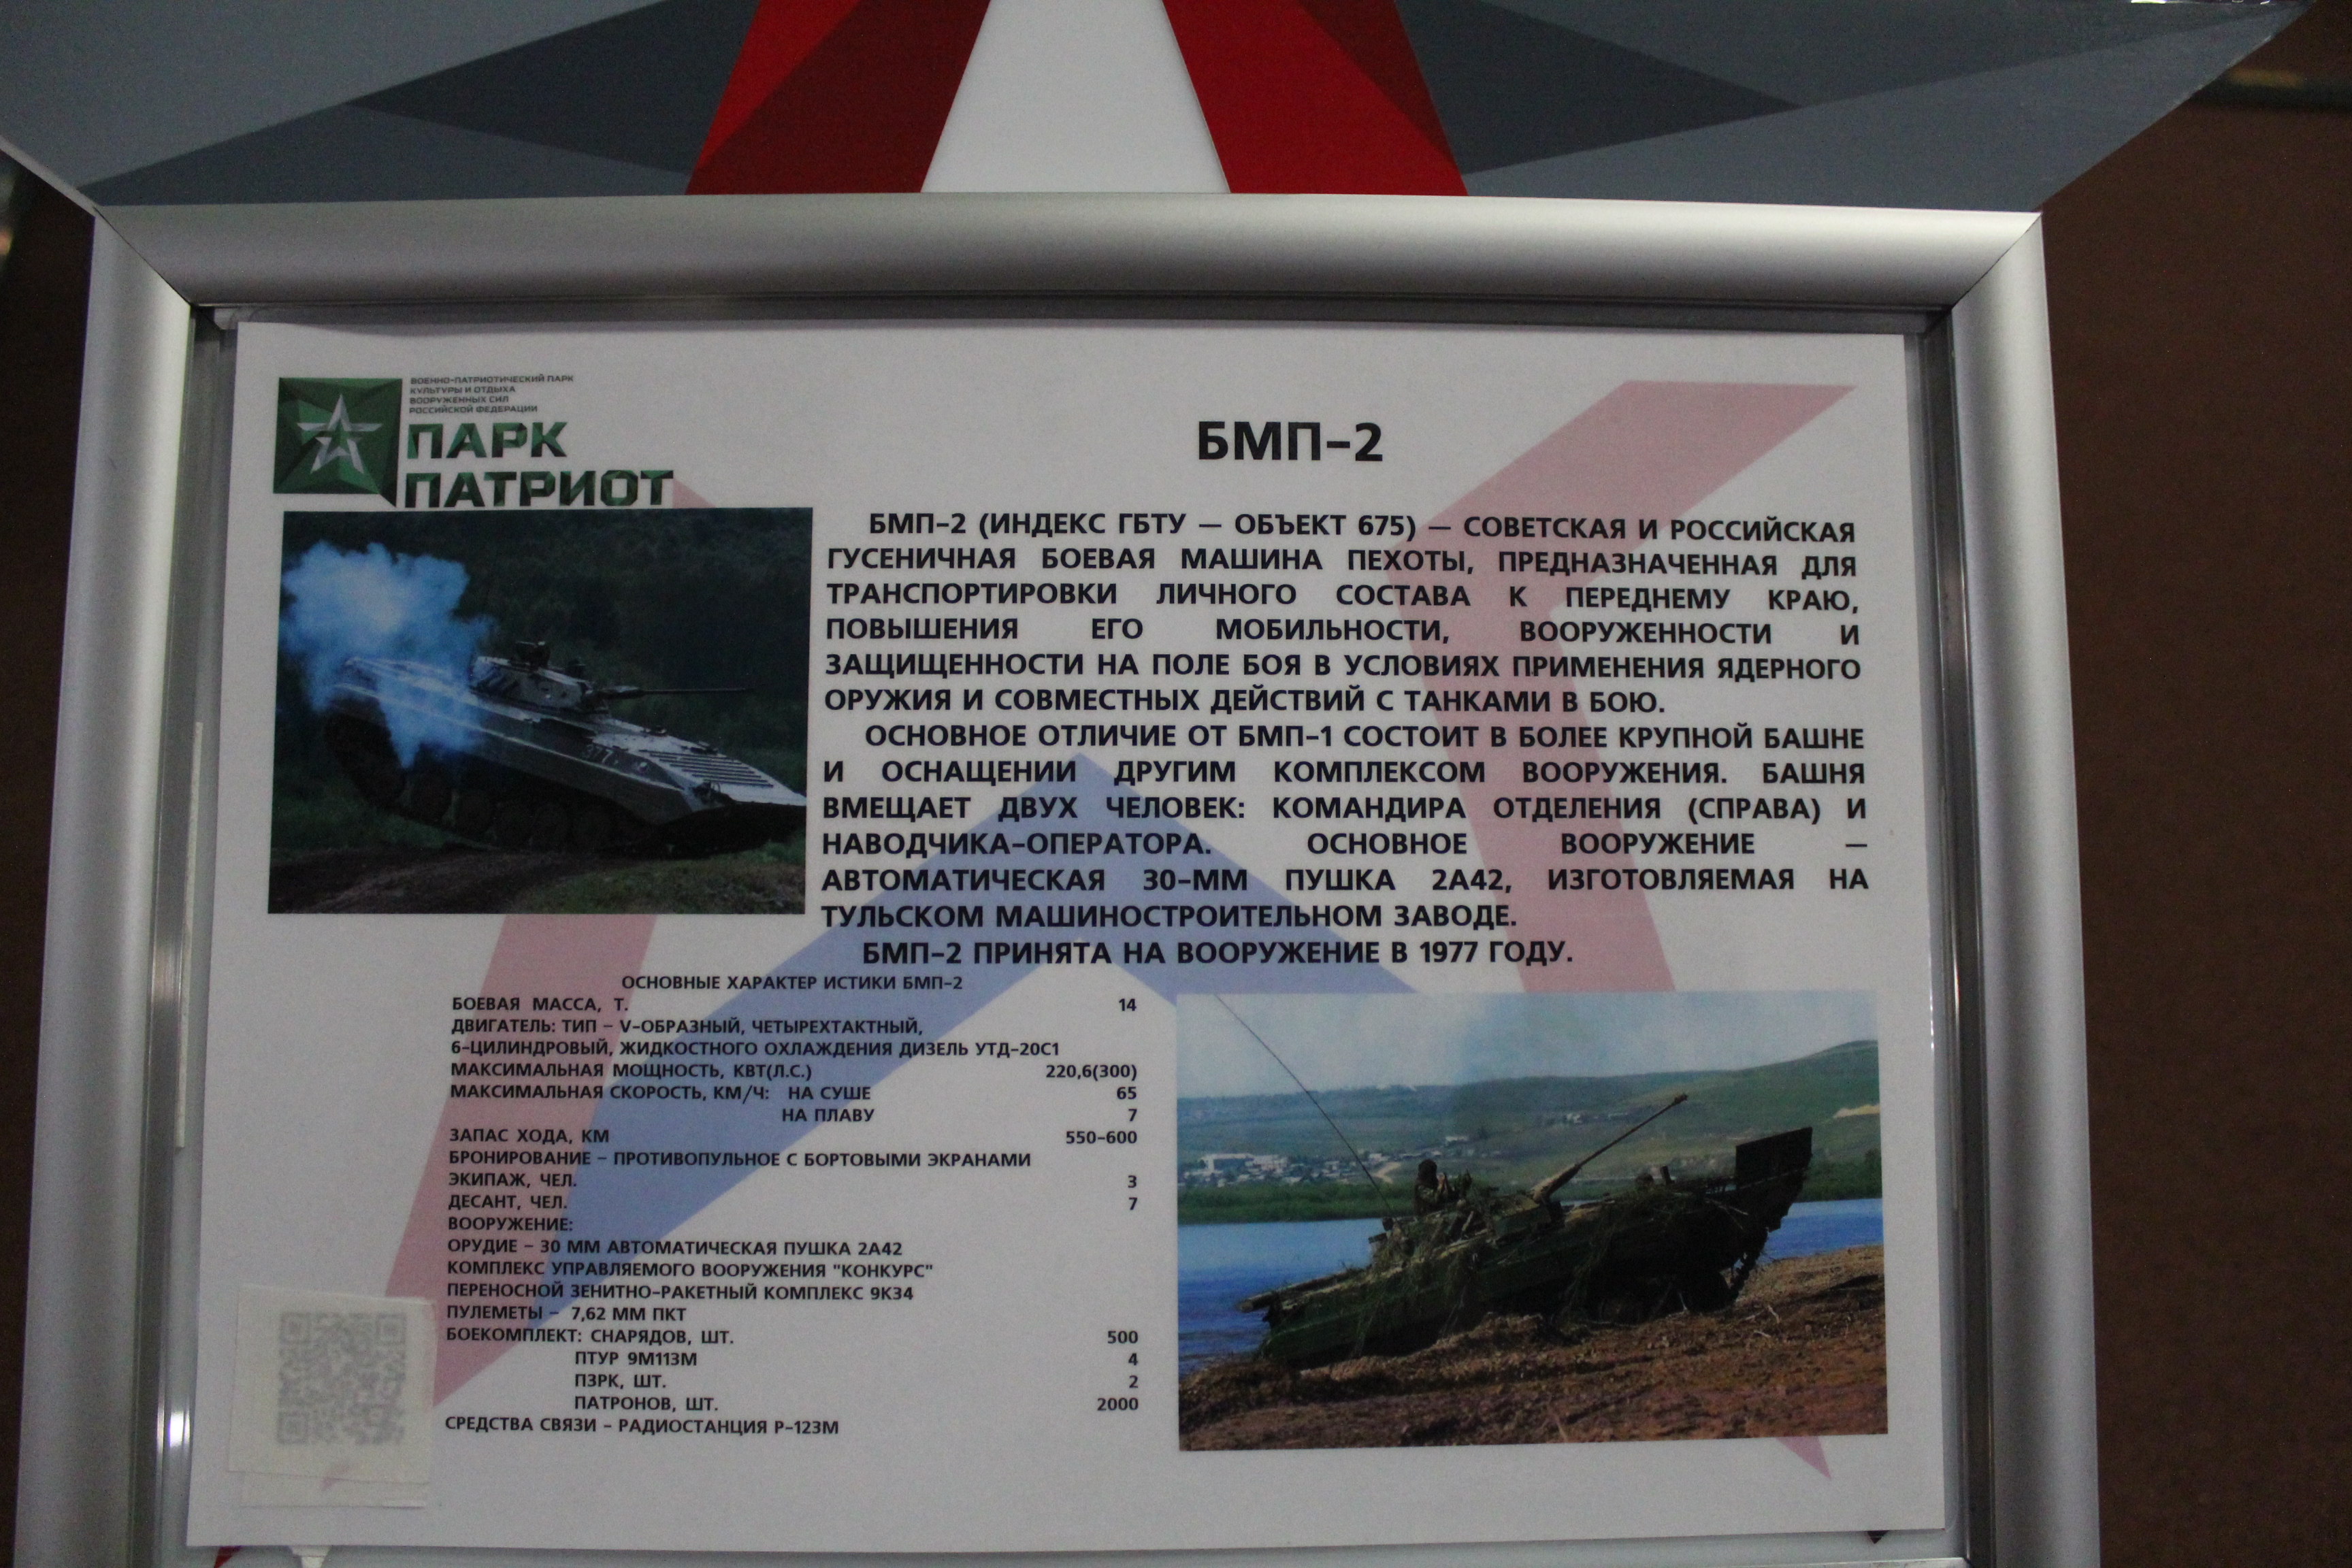 ВОЕННО-ПАТРИОТИЧЕСКИЙ ПАРК
КУЛЬТУРЫ И ОТДЫХА
ВООРУЖЕННЫХ СИЛ
РОССИЙСКОЙ ФЕДЕРАЦИИ
ПАРК
ПАТРИОТ
БМП-2
БМП-2 (ИНДЕКС ГБТУ — ОБЪЕКТ 675) — СОВЕТСКАЯ И РОССИЙСКАЯ
ГУСЕНИЧНАЯ БОЕВАЯ МАШИНА ПЕХОТЫ, ПРЕДНАЗНАЧЕННАЯ ДЛЯ
ТРАНСПОРТИРОВКИ ЛИЧНОГО СОСТАВА К ПЕРЕДНЕМУ КРАЮ,
ПОВЫШЕНИЯ ЕГО МОБИЛЬНОСТИ, ВООРУЖЕННОСТИ И
ЗАЩИЩЕННОСТИ НА ПОЛЕ БОЯ В УСЛОВИЯХ ПРИМЕНЕНИЯ ЯДЕРНОГО
ОРУЖИЯ И СОВМЕСТНЫХ ДЕЙСТВИЙ С ТАНКАМИ В БОЮ.
ОСНОВНОЕ ОТЛИЧИЕ ОТ БМП-1 СОСТОИТ В БОЛЕЕ КРУПНОЙ БАШНЕ
И ОСНАЩЕНИИ ДРУГИМ КОМПЛЕКСОМ ВООРУЖЕНИЯ. БАШНЯ
ВМЕЩАЕТ ДВУХ ЧЕЛОВЕК: КОМАНДИРА ОТДЕЛЕНИЯ (СПРАВА) И
НАВОДЧИКА-ОПЕРАТОРА. ОСНОВНОЕ ВООРУЖЕНИЕ —
АВТОМАТИЧЕСКАЯ 30-ММ ПУШКА 2А42, ИЗГОТОВЛЯЕМАЯ НА
ТУЛЬСКОМ МАШИНОСТРОИТЕЛЬНОМ ЗАВОДЕ.
БМП-2 ПРИНЯТА НА ВООРУЖЕНИЕ В 1977 ГОДУ.
ОСНОВНЫЕ ХАРАКТЕР ИСТИКИ БМП-2
БОЕВАЯ МАССА, Т. 14
ДВИГАТЕЛЬ: ТИП - V-ОБРАЗНЫЙ, ЧЕТЫРЕХТАКТНЫЙ,
6-ЦИЛИНДРОВЫЙ, ЖИДКОСТНОГО ОХЛАЖДЕНИЯ ДИЗЕЛЬ УТД-20С1
МАКСИМАЛЬНАЯ МОЩНОСТЬ, КВТ(Л.С.) 220,6(300)
МАКСИМАЛЬНАЯ СКОРОСТЬ, КМ/Ч: НА СУШЕ 65
НА ПЛАВУ 7
ЗАПАС ХОДА, КМ 550-600
БРОНИРОВАНИЕ - ПРОТИВОПУЛЬНОЕ С БОРТОВЫМИ ЭКРАНАМИ
ЭКИПАЖ, ЧЕЛ. 3
ДЕСАНТ, ЧЕЛ. 7
ВООРУЖЕНИЕ:
ОРУДИЕ - 30 ММ АВТОМАТИЧЕСКАЯ ПУШКА 2А42
КОМПЛЕКС УПРАВЛЯЕМОГО ВООРУЖЕНИЯ "КОНКУРС"
ПЕРЕНОСНОЙ ЗЕНИТНО-РАКЕТНЫЙ КОМПЛЕКС 9К34
ПУЛЕМЕТЫ - 7,62 ММ ПКТ
БОЕКОМПЛЕКТ: СНАРЯДОВ, ШТ. 500
ПТУР 9М113М 4
ПЗРК, ШТ. 2
ПАТРОНОВ, ШТ. 2000
СРЕДСТВА СВЯЗИ - РАДИОСТАНЦИЯ Р-123М